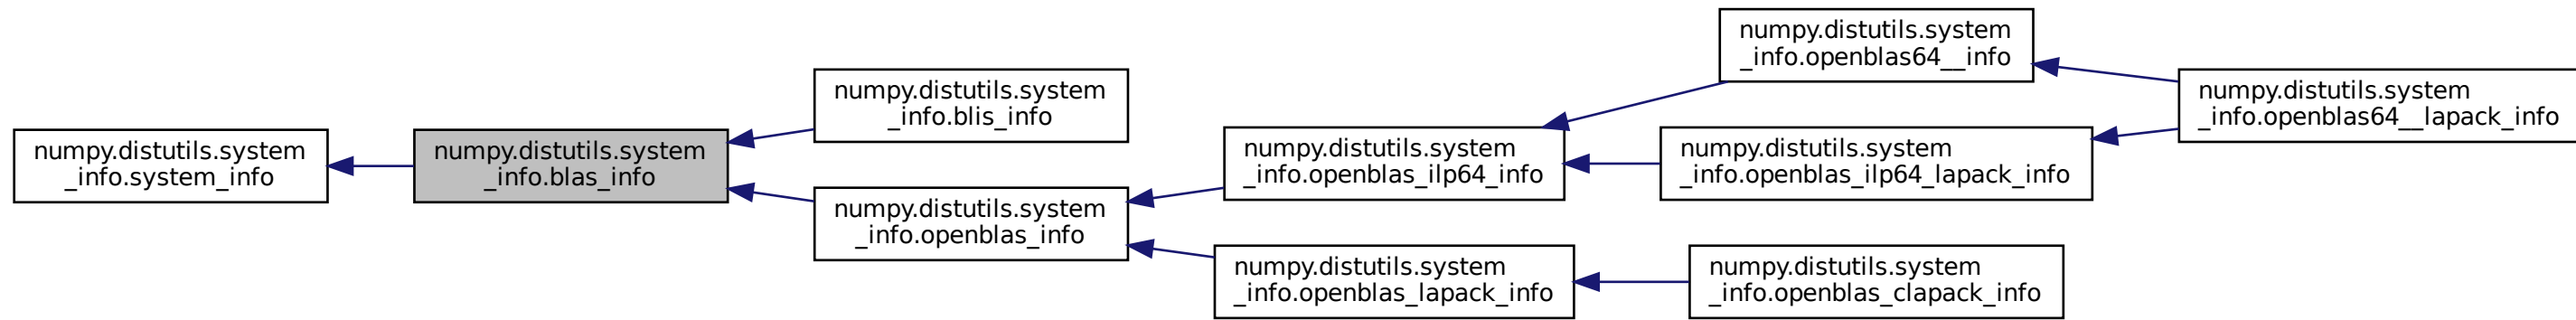 numpy.distutils.system
_info.system_info
numpy.distutils.system
_info.blas_info
numpy.distutils.system
_info.blis_info
numpy.distutils.system
_info.openblas_info
numpy.distutils.system
_info.openblas_ilp64_info
numpy.distutils.system
_info.openblas_lapack_info
numpy.distutils.system
_info.openblas64__info
numpy.distutils.system
_info.openblas_ilp64_lapack_info
numpy.distutils.system
_info.openblas_clapack_info
numpy.distutils.system
_info.openblas64__lapack_info